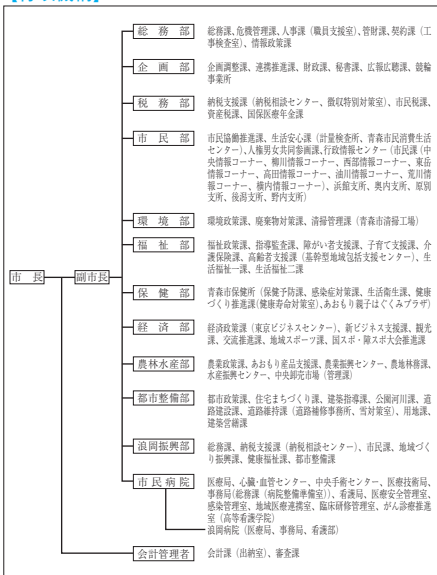 総務部
総務課、危機管理課、人事課（職員支援室）、管財課、契約課（工
事検査室）、情報政策課
企画部
企画調整課、連携推進課、財政課、秘書課、広報広聴課、競輪
事業所
税務部
納税支援課（納税相談センター、徴収特別対策室）、市民税課、
資産税課、国保医療年金課
市民部
市民協働推進課、生活安心課（計量検査所、青森市民消費生活
センター）、人権男女共同参画課、行政情報センター（市民課（中
央情報コーナー、柳川情報コーナー、西部情報コーナー、東岳
情報コーナー、高田情報コーナー、油川情報コーナー、荒川情
報コーナー、横内情報コーナー）、浜館支所、奥内支所、原別
支所、後潟支所、野内支所）
環境部
環境政策課、廃棄物対策課、清掃管理課（青森市清掃工場）
福祉部
福祉政策課、指導監査課、障がい者支援課、子育て支援課、介
護保険課、高齢者支援課（基幹型地域包括支援センター）、生
活福祉一課、生活福祉二課
市長
副市長
保健部
青森市保健所（保健予防課、感染症対策課、生活衛生課、健康
づくり推進課(健康寿命対策室)、あおもり親子はぐくみプラザ）
経済部
経済政策課（東京ビジネスセンター）、新ビジネス支援課、観光
課、交流推進課、地域スポーツ課、国スポ・障スポ大会推進課
農林水産部
農業政策課、あおもり産品支援課、農業振興センター、農地林務課、
水産振興センター、中央卸売市場（管理課）
都市整備部
都市政策課、住宅まちづくり課、建築指導課、公園河川課、道
路建設課、道路維持課（道路補修事務所、雪対策室）、用地課、
建築営繕課
浪岡振興部
総務課、納税支援課（納税相談センター）、市民課、地域づく
り振興課、健康福祉課、都市整備課
市民病院
医療局、心臓・血管センター、中央手術センター、医療技術局、
事務局(総務課（病院整備準備室)）、看護局、医療安全管理室、
感染管理室、地域医療連携室、臨床研修管理室、がん診療推進
室（高等看護学院）
浪岡病院（医療局、事務局、看護部）
会計管理者
会計課（出納室）、審査課